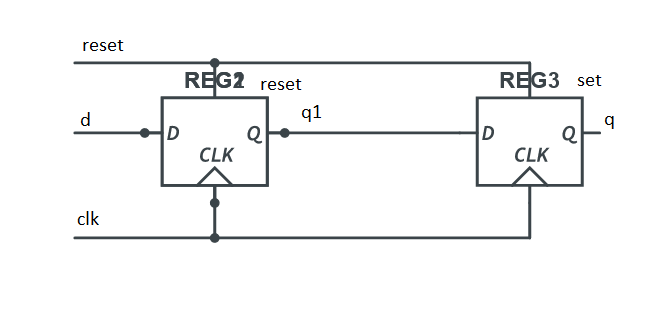 reset
REG2 reset
REG3 set
d
D
Q
q1
D
Q
q
CLK
CLK
clk